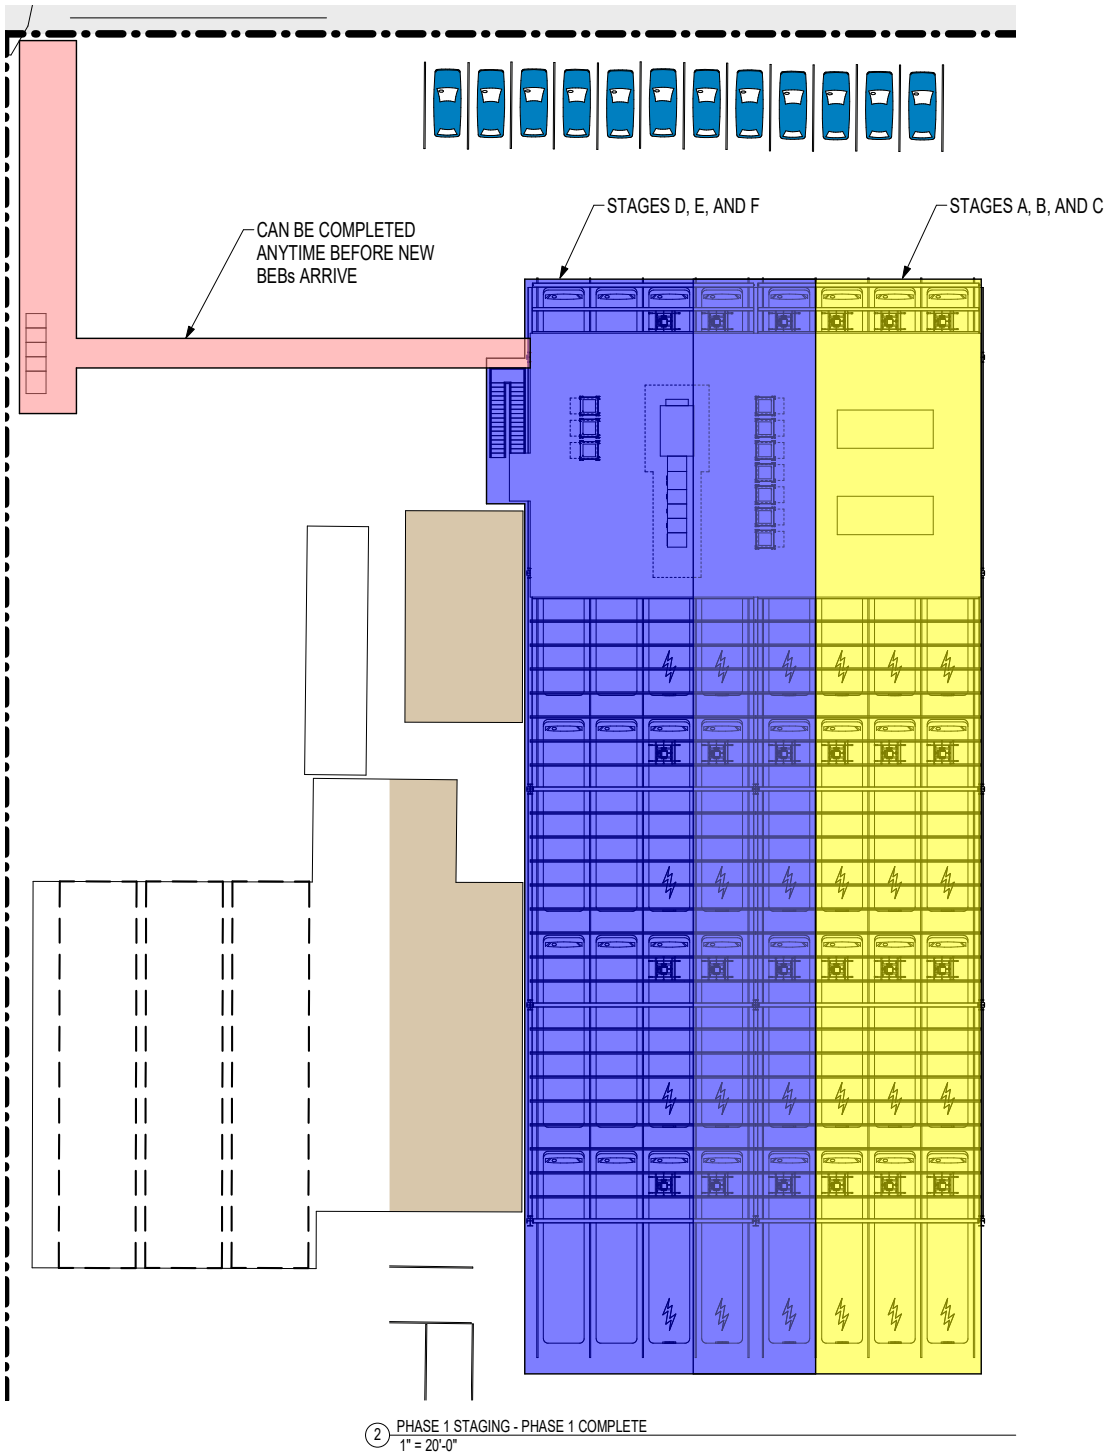 STAGES D, E, AND F
STAGES A, B, AND C
CAN BE COMPLETED
ANYTIME BEFORE NEW
BEBs ARRIVE
2
PHASE 1 STAGING - PHASE 1 COMPLETE
1" = 20'-0"